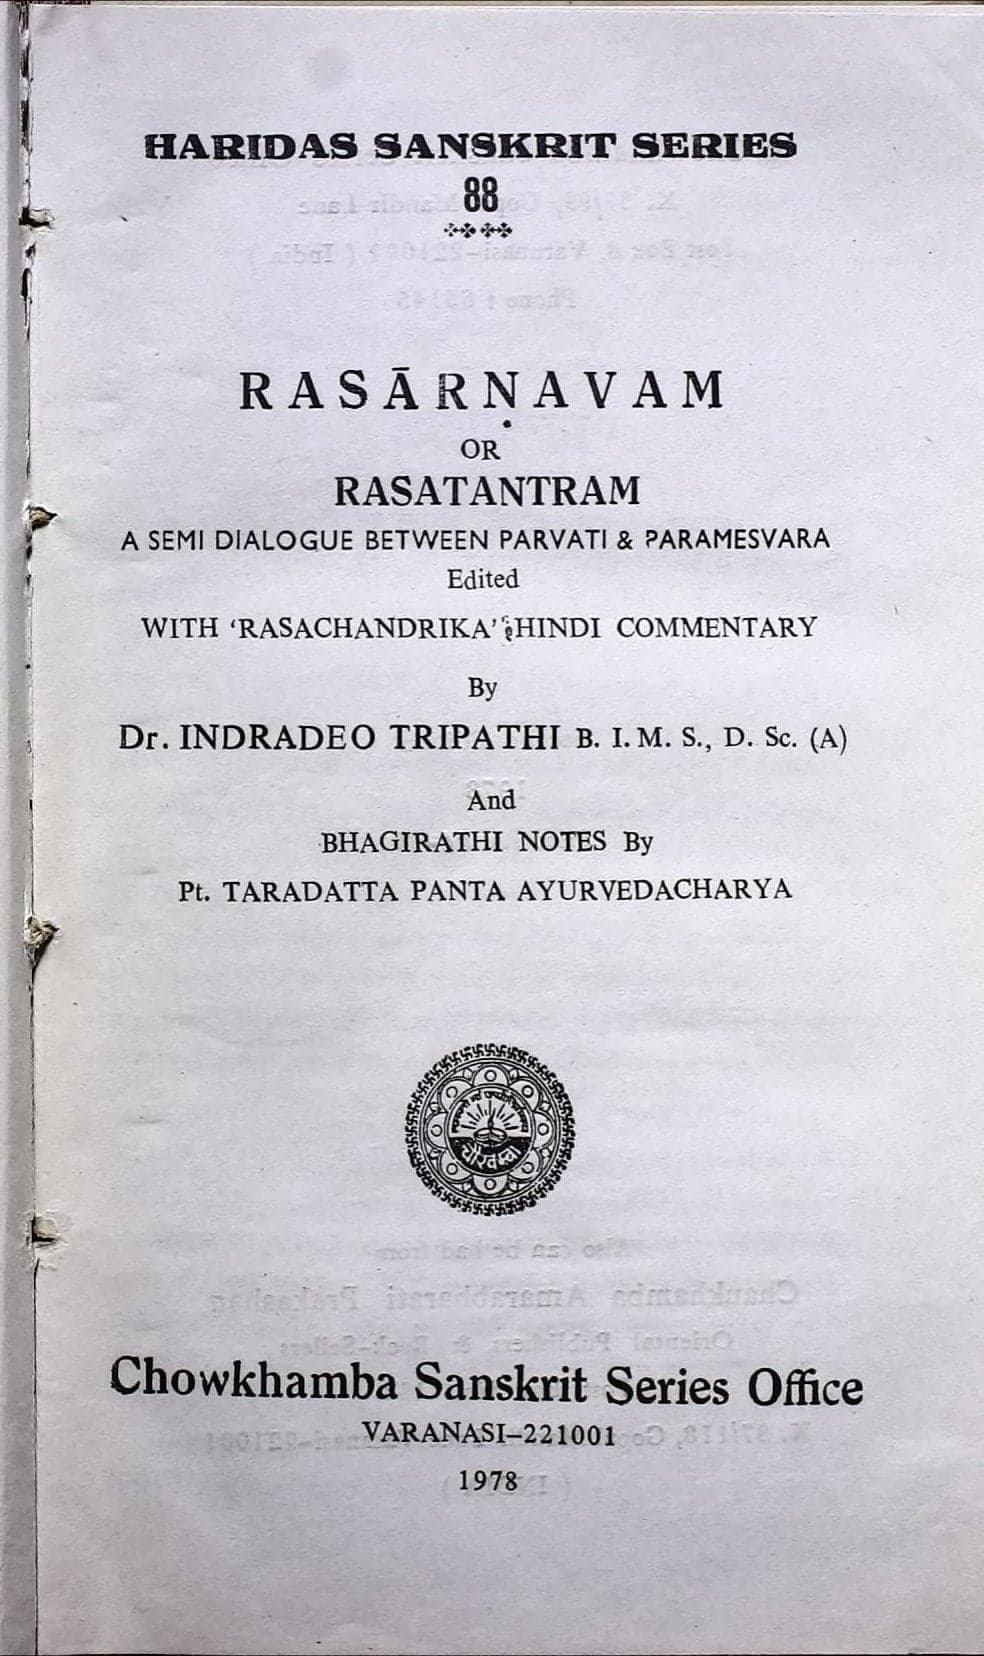 HARIDAS SANSKRIT SERIES
88
RASĀRṆAVAM
OR
RASATANTRAM
A SEMI DIALOGUE BETWEEN PARVATI & PARAMESVARA
Edited
WITH ‘RASACHANDRIKA’ HINDI COMMENTARY
By
Dr. INDRADEO TRIPATHI B. I. M. S., D. Sc. (A)
And
BHAGIRATHI NOTES By
Pt. TARADATTA PANTA AYURVEDACHARYA
चौखम्बा
Chowkhamba Sanskrit Series Office
VARANASI–221001
1978